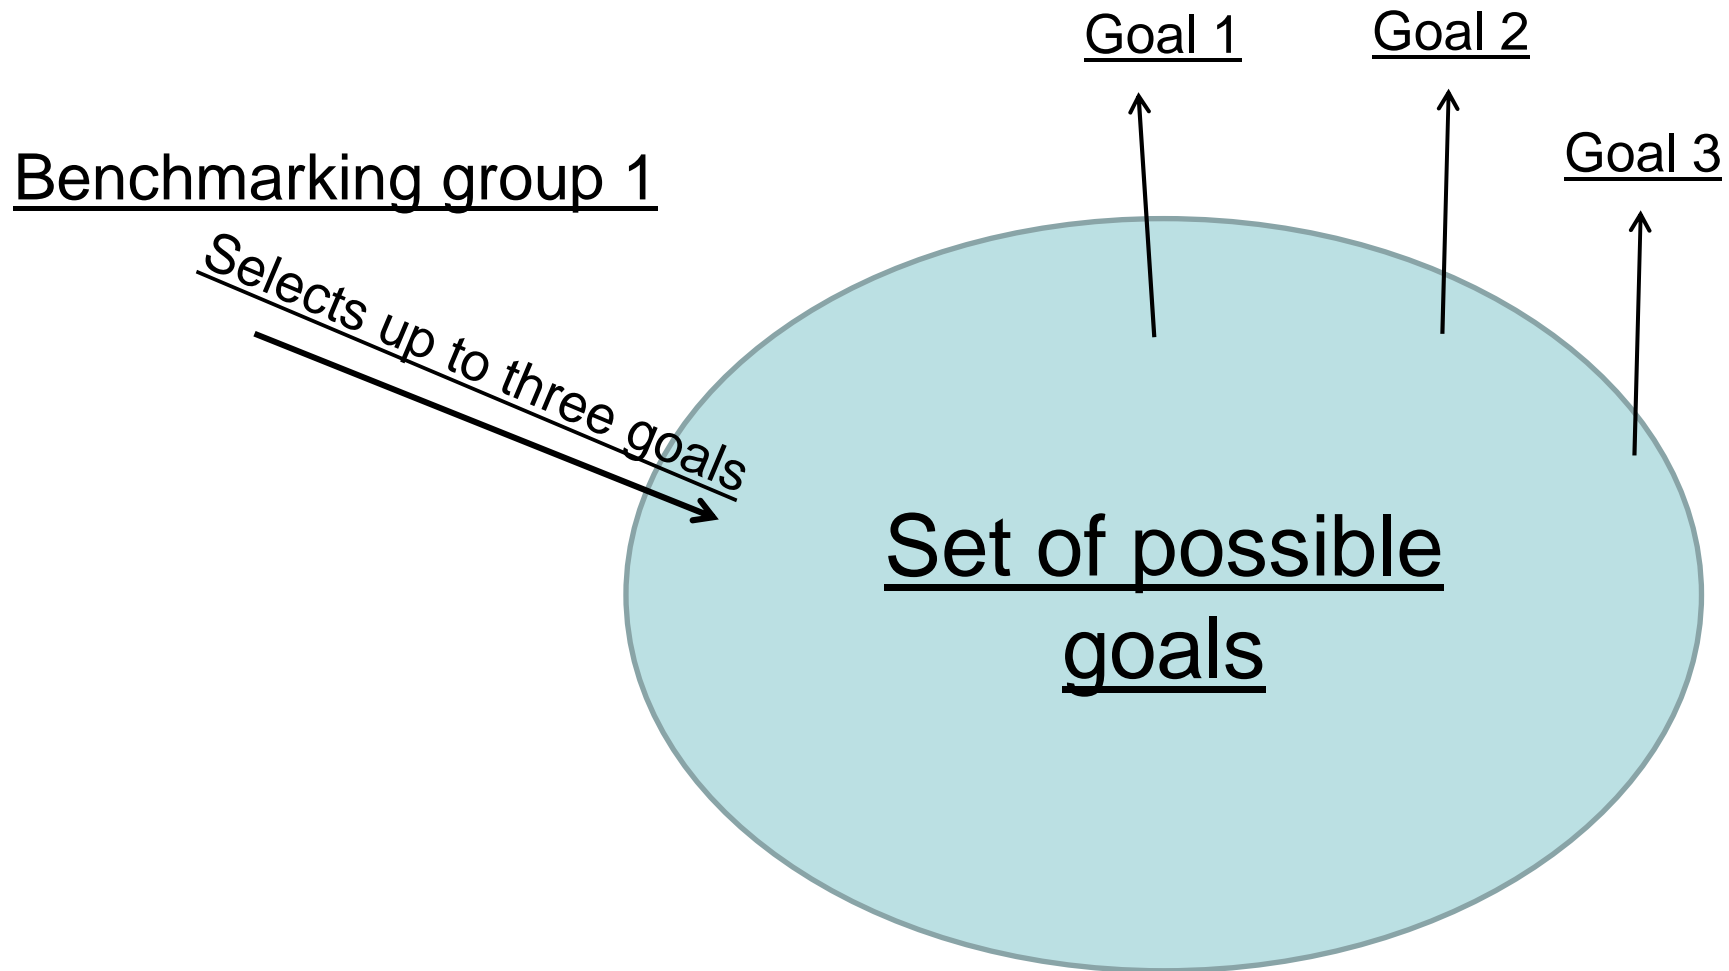 Goal 1
Goal 2
Goal 3
Benchmarking group 1
Selects up to three goals
Set of possible
goals